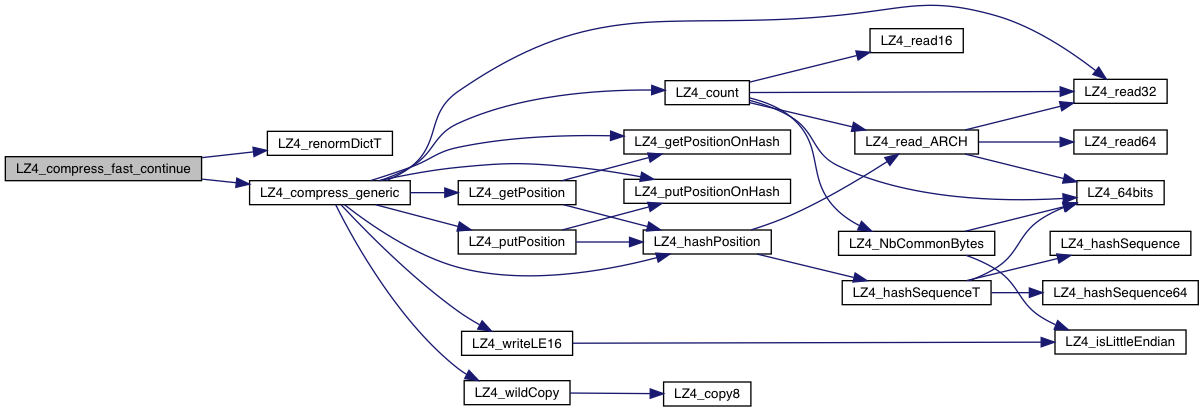 LZ4_compress_fast_continue
LZ4_renormDictT
LZ4_compress_generic
LZ4_count
LZ4_getPositionOnHash
LZ4_getPosition
LZ4_putPositionOnHash
LZ4_putPosition
LZ4_hashPosition
LZ4_writeLE16
LZ4_wildCopy
LZ4_copy8
LZ4_read16
LZ4_read32
LZ4_read_ARCH
LZ4_read64
LZ4_64bits
LZ4_NbCommonBytes
LZ4_hashSequence
LZ4_hashSequenceT
LZ4_hashSequence64
LZ4_isLittleEndian